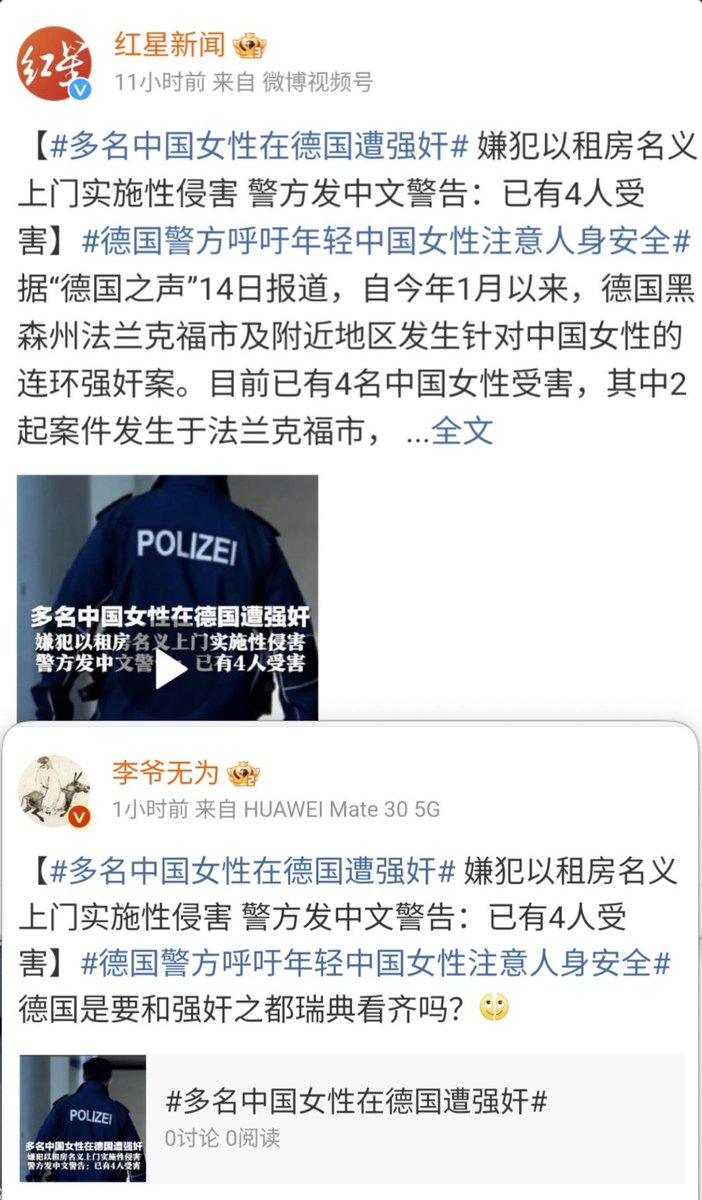 红星新闻
11小时前 来自 微博视频号
【#多名中国女性在德国遭强奸# 嫌犯以租房名义
上门实施性侵害 警方发中文警告：已有4人受
害】#德国警方呼吁年轻中国女性注意人身安全#
据“德国之声”14日报道，自今年1月以来，德国黑
森州法兰克福市及附近地区发生针对中国女性的
连环强奸案。目前已有4名中国女性受害，其中2
起案件发生于法兰克福市， ...全文
POLIZEI
多名中国女性在德国遭强奸
嫌犯以租房名义上门实施性侵害
警方发中文警告：已有4人受害
李爷无为
1小时前 来自 HUAWEI Mate 30 5G
【#多名中国女性在德国遭强奸# 嫌犯以租房名义
上门实施性侵害 警方发中文警告：已有4人受
害】#德国警方呼吁年轻中国女性注意人身安全#
德国是要和强奸之都瑞典看齐吗？🫠
POLIZEI
多名中国女性在德国遭强奸
嫌犯以租房名义上门实施性侵害
警方发中文警告：已有4人受害
#多名中国女性在德国遭强奸#
0讨论 0阅读